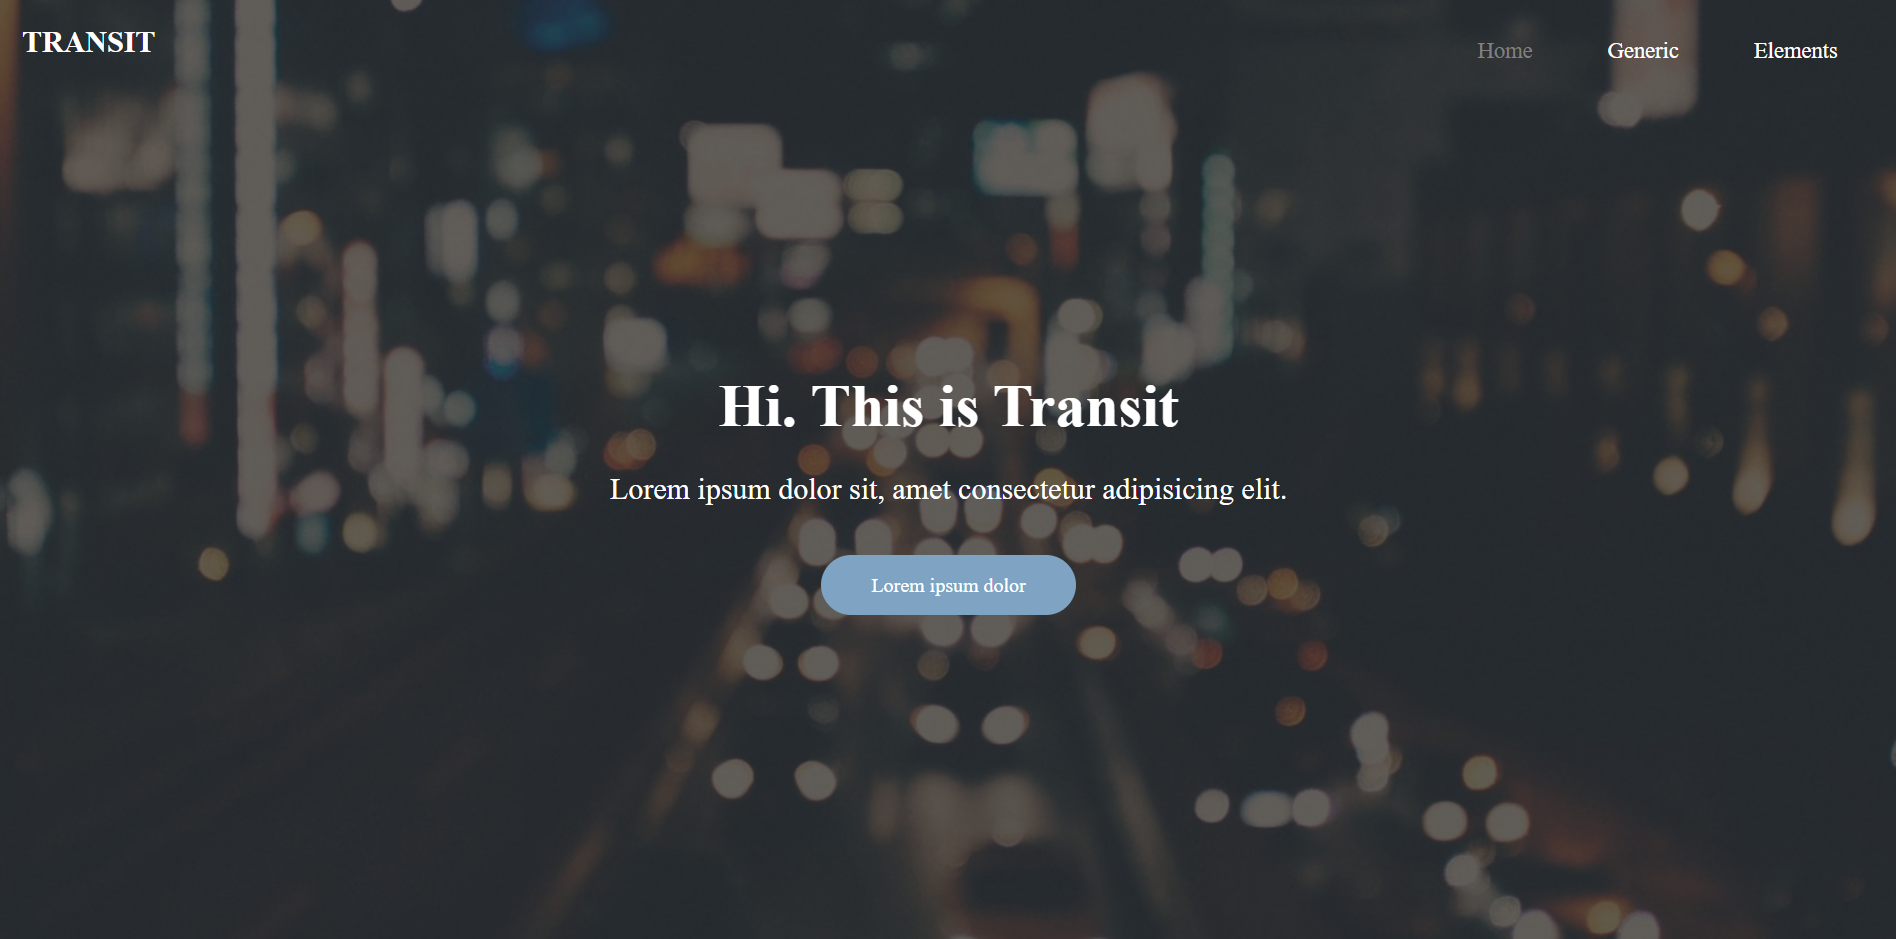 TRANSIT
Home Generic Elements
Hi. This is Transit
Lorem ipsum dolor sit, amet consectetur adipisicing elit.
Lorem ipsum dolor